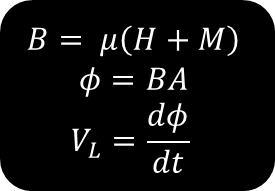 B = μ(H + M)
ϕ = BA
V_L = dϕ/dt